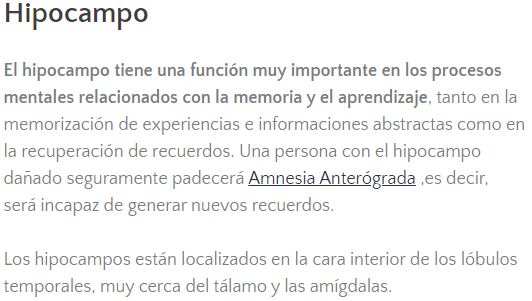 Hipocampo
El hipocampo tiene una función muy importante en los procesos
mentales relacionados con la memoria y el aprendizaje, tanto en la
memorización de experiencias e informaciones abstractas como en
la recuperación de recuerdos. Una persona con el hipocampo
dañado seguramente padecerá Amnesia Anterógrada ,es decir,
será incapaz de generar nuevos recuerdos.
Los hipocampos están localizados en la cara interior de los lóbulos
temporales, muy cerca del tálamo y las amígdalas.